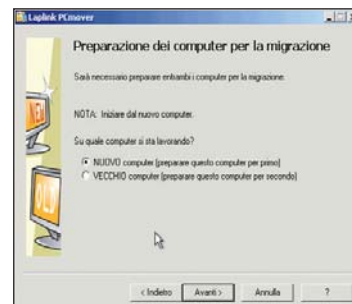 Laplink PCmover
Preparazione dei computer per la migrazione
Sarà necessario preparare entrambi i computer per la migrazione.
NOTA: Iniziare dal nuovo computer.
Su quale computer si sta lavorando?
NUOVO computer (preparare questo computer per primo)
VECCHIO computer (preparare questo computer per secondo)
NEW
OLD
< Indietro
Avanti >
Annulla
?